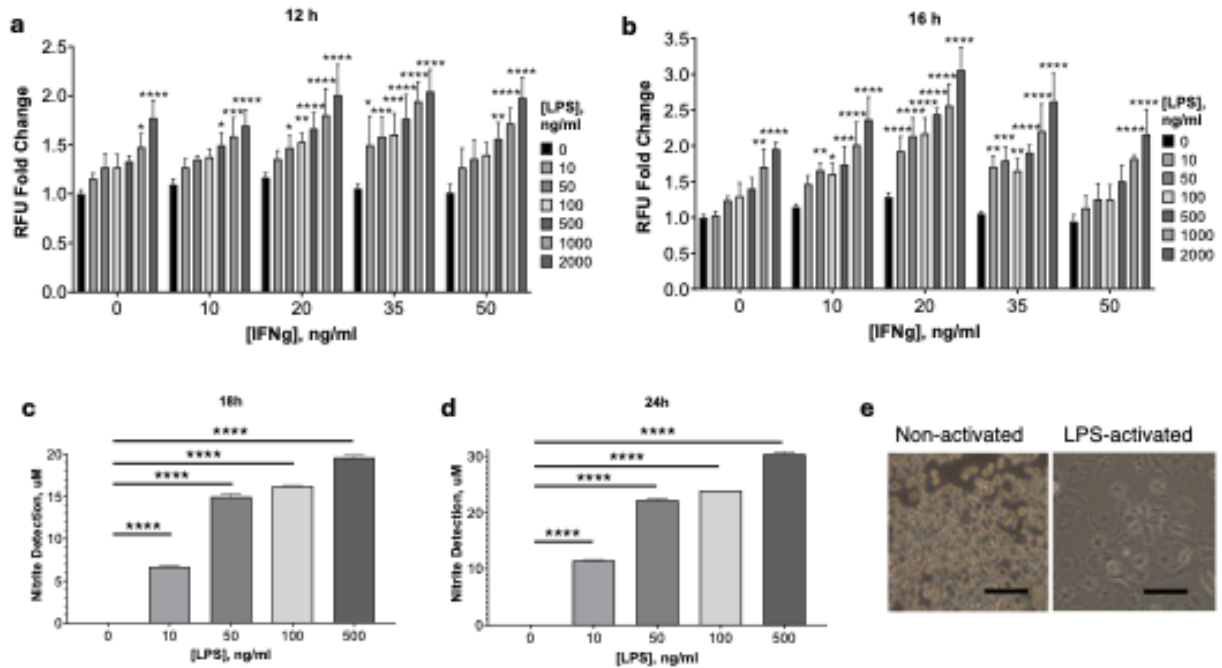 a
12 h
RFU Fold Change
2.5
2.0
1.5
1.0
0.5
0.0
0 10 20 35 50
[IFNg], ng/ml
[LPS],
ng/ml
0
10
50
100
500
1000
2000
b
16 h
RFU Fold Change
3.5
3.0
2.5
2.0
1.5
1.0
0.5
0.0
0 10 20 35 50
[IFNg], ng/ml
[LPS],
ng/ml
0
10
50
100
500
1000
2000
c
18h
Nitrite Detection, uM
20
15
10
5
0
****
****
****
****
0 10 50 100 500
[LPS], ng/ml
d
24h
Nitrite Detection, uM
30
20
10
0
****
****
****
****
0 10 50 100 500
[LPS], ng/ml
e
Non-activated LPS-activated